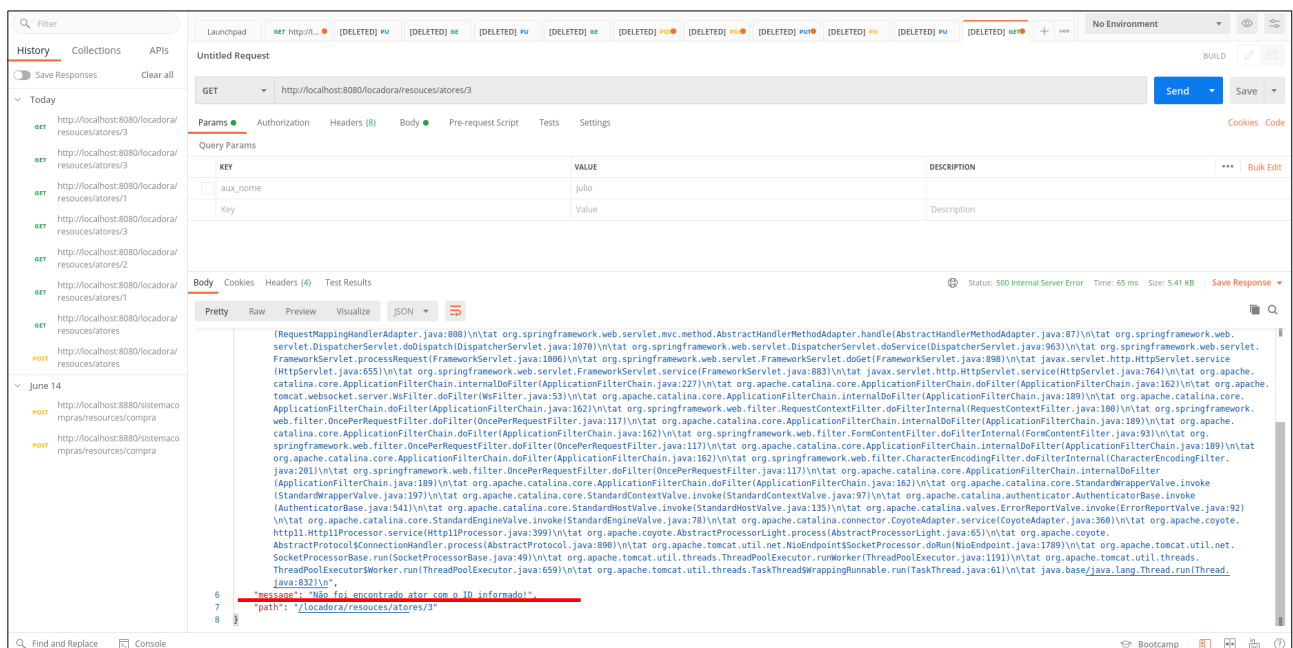 Filter
History Collections APIs
Save Responses Clear all
Today
GET http://localhost:8080/locadora/
resouces/atores/3
GET http://localhost:8080/locadora/
resouces/atores/3
GET http://localhost:8080/locadora/
resouces/atores/1
GET http://localhost:8080/locadora/
resouces/atores/3
GET http://localhost:8080/locadora/
resouces/atores/2
GET http://localhost:8080/locadora/
resouces/atores/1
GET http://localhost:8080/locadora/
resouces/atores
POST http://localhost:8080/locadora/
resouces/atores
June 14
POST http://localhost:8880/sistemaco
mpras/resources/compra
POST http://localhost:8880/sistemaco
mpras/resources/compra
Launchpad GET http://l... [DELETED] PU [DELETED] GE [DELETED] PU [DELETED] GE [DELETED] POS [DELETED] POS [DELETED] PUT [DELETED] PO [DELETED] PU [DELETED] GET No Environment
Untitled Request BUILD
GET http://localhost:8080/locadora/resouces/atores/3 Send Save
Params Authorization Headers (8) Body Pre-request Script Tests Settings Cookies Code
Query Params
KEY VALUE DESCRIPTION ••• Bulk Edit
aux_nome julio
Key Value Description
Body Cookies Headers (4) Test Results Status: 500 Internal Server Error Time: 65 ms Size: 5.41 KB Save Response
Pretty Raw Preview Visualize JSON
(RequestMappingHandlerAdapter.java:808)\n\tat org.springframework.web.servlet.mvc.method.AbstractHandlerMethodAdapter.handle(AbstractHandlerMethodAdapter.java:87)\n\tat org.springframework.web.
servlet.DispatcherServlet.doDispatch(DispatcherServlet.java:1070)\n\tat org.springframework.web.servlet.DispatcherServlet.doService(DispatcherServlet.java:963)\n\tat org.springframework.web.servlet.
FrameworkServlet.processRequest(FrameworkServlet.java:1006)\n\tat org.springframework.web.servlet.FrameworkServlet.doGet(FrameworkServlet.java:898)\n\tat javax.servlet.http.HttpServlet.service
(HttpServlet.java:655)\n\tat org.springframework.web.servlet.FrameworkServlet.service(FrameworkServlet.java:883)\n\tat javax.servlet.http.HttpServlet.service(HttpServlet.java:764)\n\tat org.apache.
catalina.core.ApplicationFilterChain.internalDoFilter(ApplicationFilterChain.java:227)\n\tat org.apache.catalina.core.ApplicationFilterChain.doFilter(ApplicationFilterChain.java:162)\n\tat org.apache.
tomcat.websocket.server.WsFilter.doFilter(WsFilter.java:53)\n\tat org.apache.catalina.core.ApplicationFilterChain.internalDoFilter(ApplicationFilterChain.java:189)\n\tat org.apache.catalina.core.
ApplicationFilterChain.doFilter(ApplicationFilterChain.java:162)\n\tat org.springframework.web.filter.RequestContextFilter.doFilterInternal(RequestContextFilter.java:100)\n\tat org.springframework.
web.filter.OncePerRequestFilter.doFilter(OncePerRequestFilter.java:117)\n\tat org.apache.catalina.core.ApplicationFilterChain.internalDoFilter(ApplicationFilterChain.java:189)\n\tat org.apache.
catalina.core.ApplicationFilterChain.doFilter(ApplicationFilterChain.java:162)\n\tat org.springframework.web.filter.FormContentFilter.doFilterInternal(FormContentFilter.java:93)\n\tat org.
springframework.web.filter.OncePerRequestFilter.doFilter(OncePerRequestFilter.java:117)\n\tat org.apache.catalina.core.ApplicationFilterChain.internalDoFilter(ApplicationFilterChain.java:189)\n\tat
org.apache.catalina.core.ApplicationFilterChain.doFilter(ApplicationFilterChain.java:162)\n\tat org.springframework.web.filter.CharacterEncodingFilter.doFilterInternal(CharacterEncodingFilter.
java:201)\n\tat org.springframework.web.filter.OncePerRequestFilter.doFilter(OncePerRequestFilter.java:117)\n\tat org.apache.catalina.core.ApplicationFilterChain.internalDoFilter
(ApplicationFilterChain.java:189)\n\tat org.apache.catalina.core.ApplicationFilterChain.doFilter(ApplicationFilterChain.java:162)\n\tat org.apache.catalina.core.StandardWrapperValve.invoke
(StandardWrapperValve.java:197)\n\tat org.apache.catalina.core.StandardContextValve.invoke(StandardContextValve.java:97)\n\tat org.apache.catalina.authenticator.AuthenticatorBase.invoke
(AuthenticatorBase.java:541)\n\tat org.apache.catalina.core.StandardHostValve.invoke(StandardHostValve.java:135)\n\tat org.apache.catalina.valves.ErrorReportValve.invoke(ErrorReportValve.java:92)
\n\tat org.apache.catalina.core.StandardEngineValve.invoke(StandardEngineValve.java:78)\n\tat org.apache.catalina.connector.CoyoteAdapter.service(CoyoteAdapter.java:360)\n\tat org.apache.coyote.
http11.Http11Processor.service(Http11Processor.java:399)\n\tat org.apache.coyote.AbstractProcessorLight.process(AbstractProcessorLight.java:65)\n\tat org.apache.coyote.
AbstractProtocol$ConnectionHandler.process(AbstractProtocol.java:890)\n\tat org.apache.tomcat.util.net.NioEndpoint$SocketProcessor.doRun(NioEndpoint.java:1789)\n\tat org.apache.tomcat.util.net.
SocketProcessorBase.run(SocketProcessorBase.java:49)\n\tat org.apache.tomcat.util.threads.ThreadPoolExecutor.runWorker(ThreadPoolExecutor.java:1191)\n\tat org.apache.tomcat.util.threads.
ThreadPoolExecutor$Worker.run(ThreadPoolExecutor.java:659)\n\tat org.apache.tomcat.util.threads.TaskThread$WrappingRunnable.run(TaskThread.java:61)\n\tat java.base/java.lang.Thread.run(Thread.
java:832)\n",
6 "message": "Não foi encontrado ator com o ID informado!",
7 "path": "/locadora/resouces/atores/3"
8 }
Find and Replace Console Bootcamp